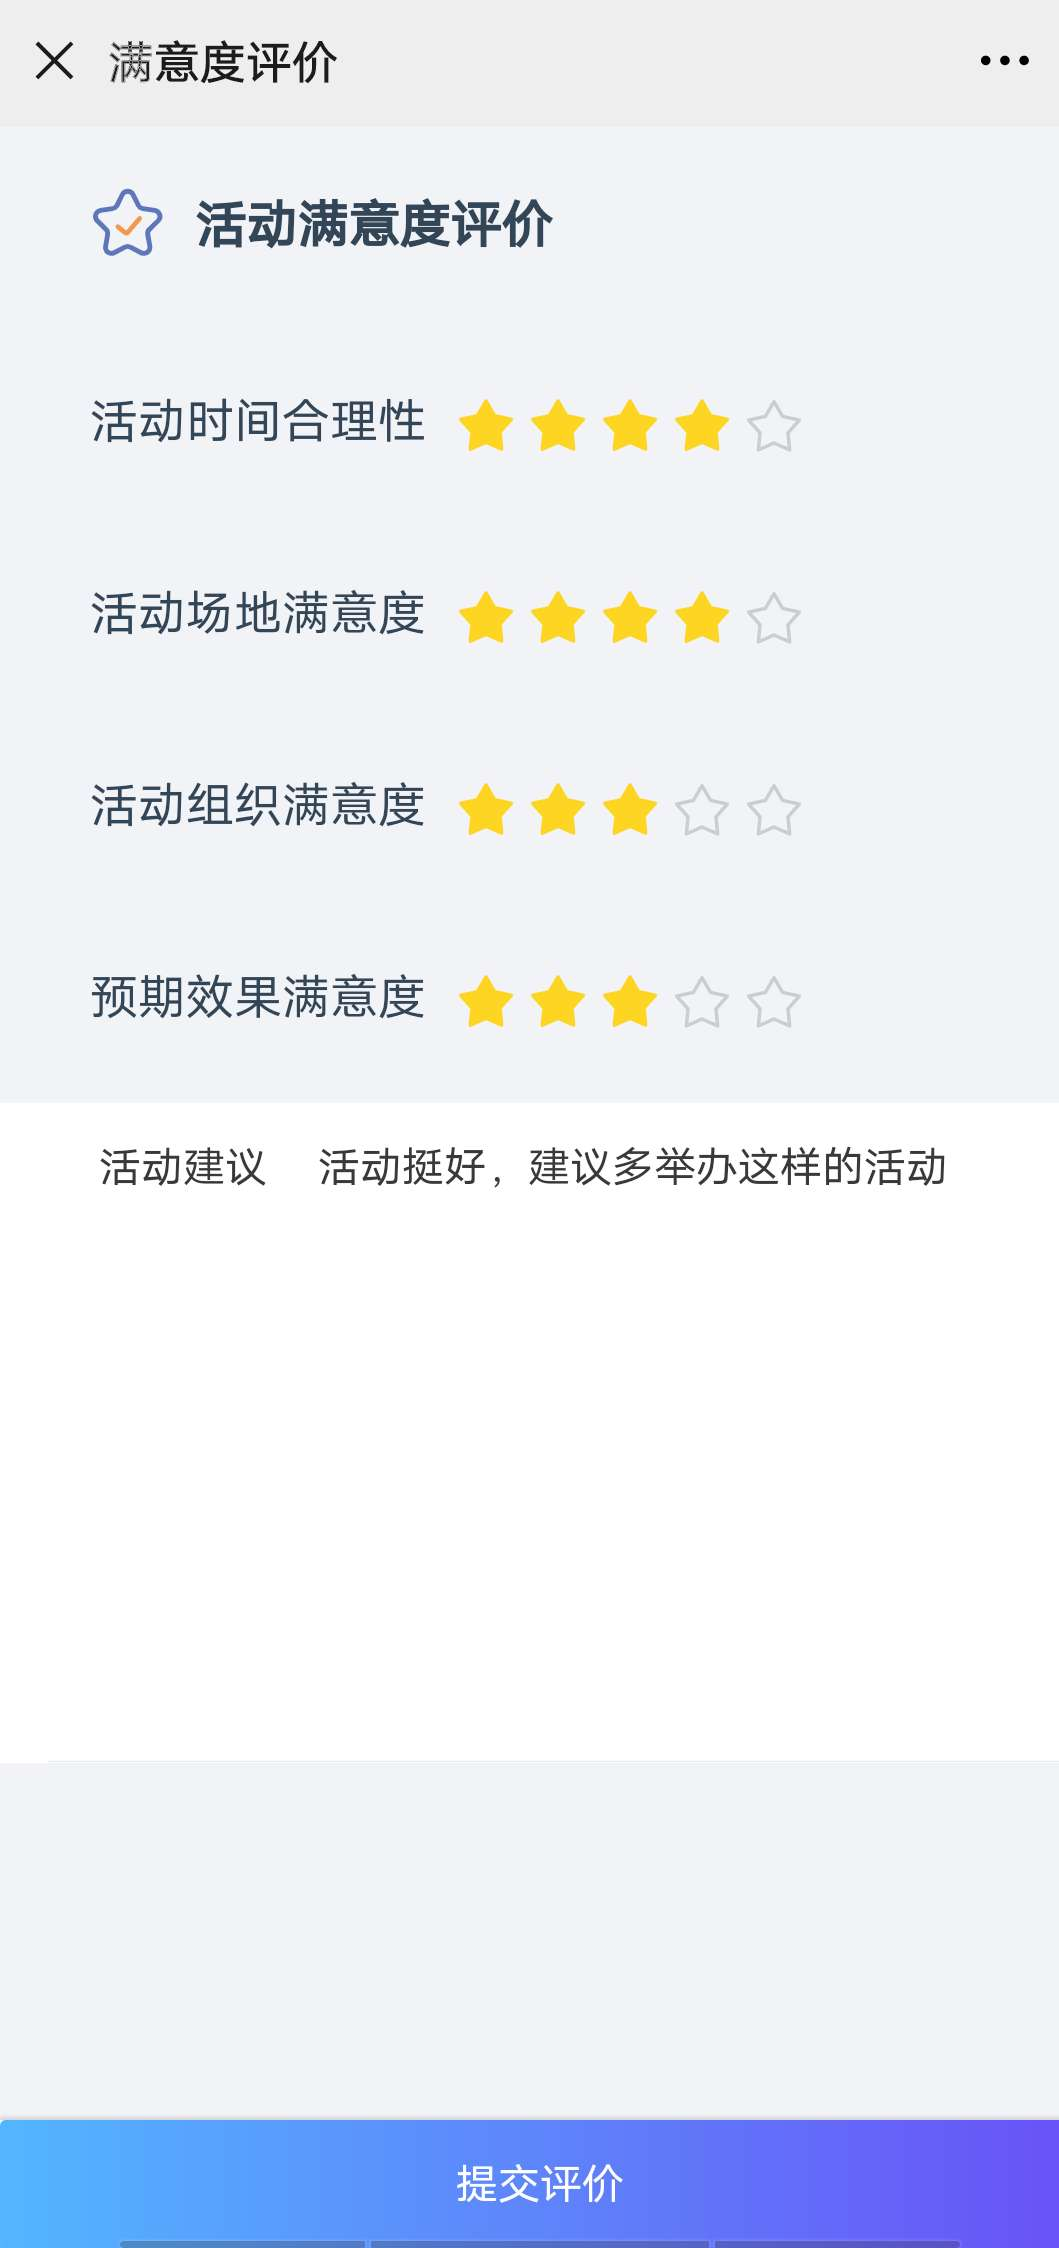 满意度评价
活动满意度评价
活动时间合理性
活动场地满意度
活动组织满意度
预期效果满意度
活动建议 活动挺好，建议多举办这样的活动
提交评价